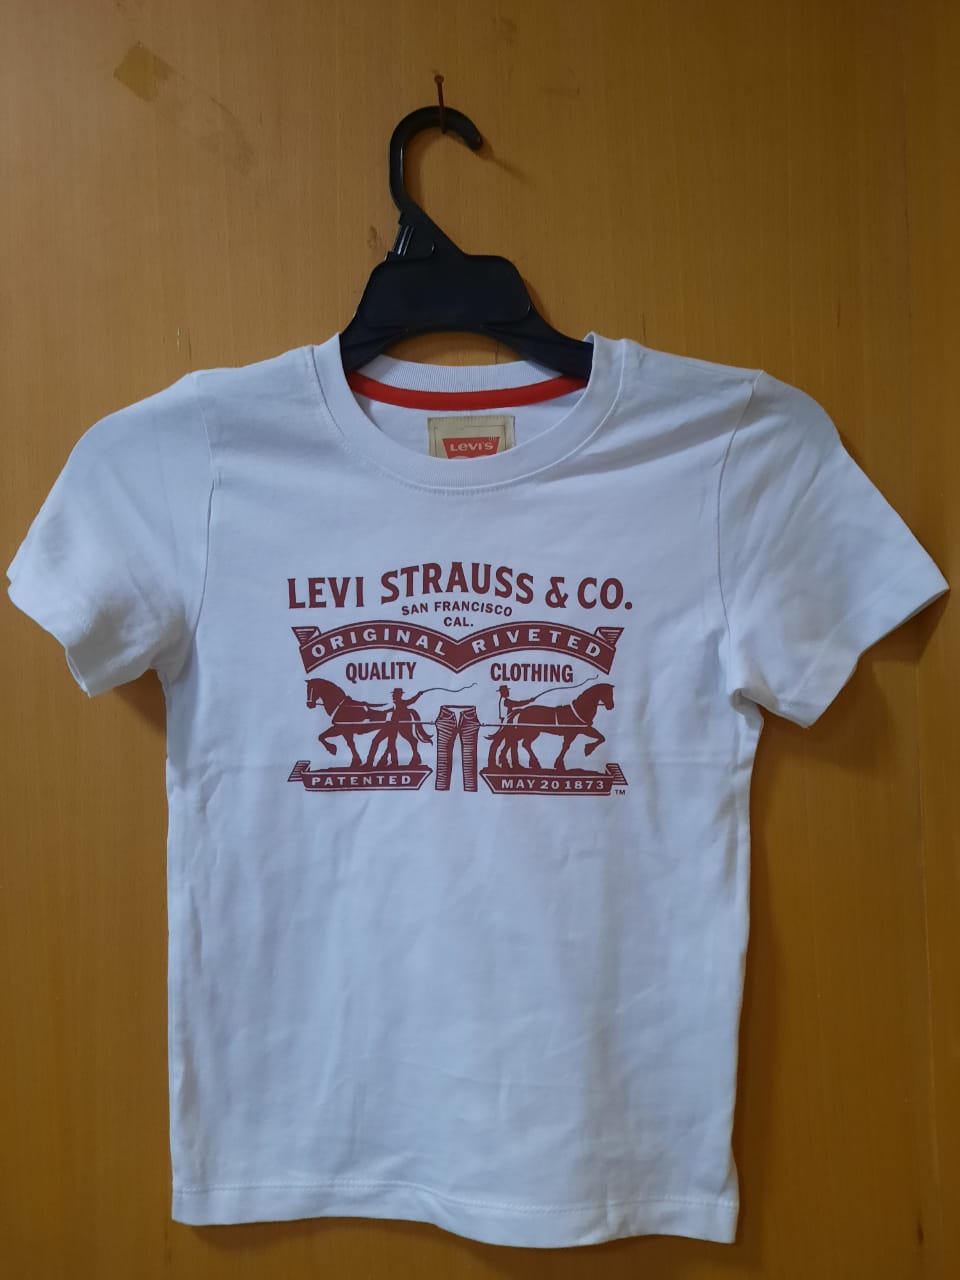 LEVI'S
LEVI STRAUSS & CO.
SAN FRANCISCO
CAL.
ORIGINAL RIVETED
QUALITY CLOTHING
PATENTED MAY 20 1873
TM